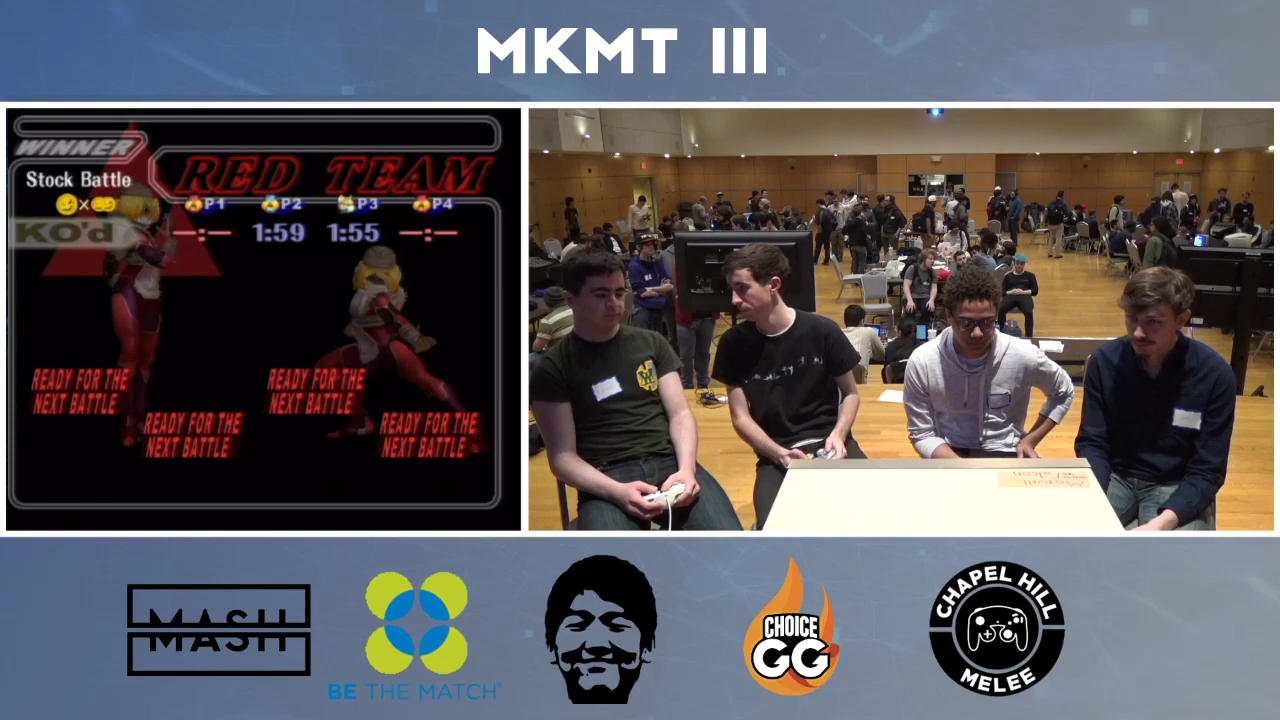 MKMT III
WINNER
RED TEAM
Stock Battle
P1 P2 P3 P4
KO'd
-:- 1:59 1:55 -:-
READY FOR THE
NEXT BATTLE
READY FOR THE
NEXT BATTLE
READY FOR THE
NEXT BATTLE
READY FOR THE
NEXT BATTLE
MASH
MASH
BE THE MATCH
CHOICE
GG
CHAPEL HILL
MELEE